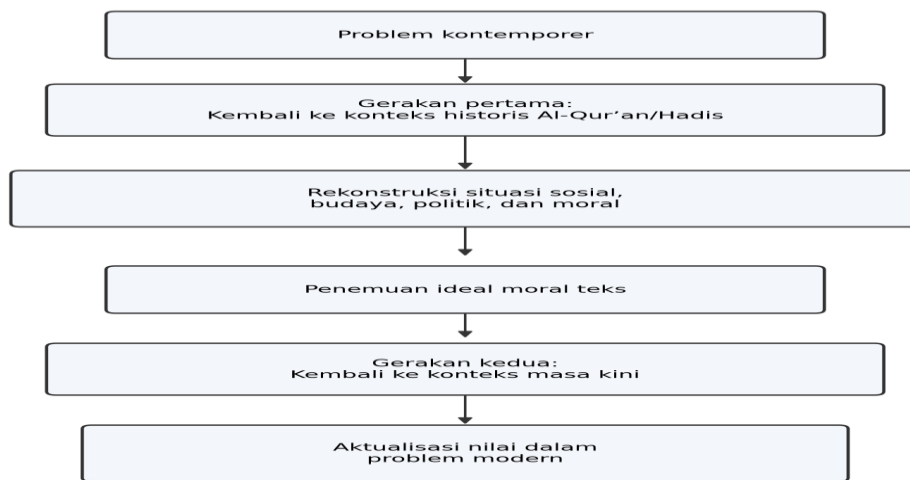 Problem kontemporer
Gerakan pertama:
Kembali ke konteks historis Al-Qur’an/Hadis
Rekonstruksi situasi sosial,
budaya, politik, dan moral
Penemuan ideal moral teks
Gerakan kedua:
Kembali ke konteks masa kini
Aktualisasi nilai dalam
problem modern